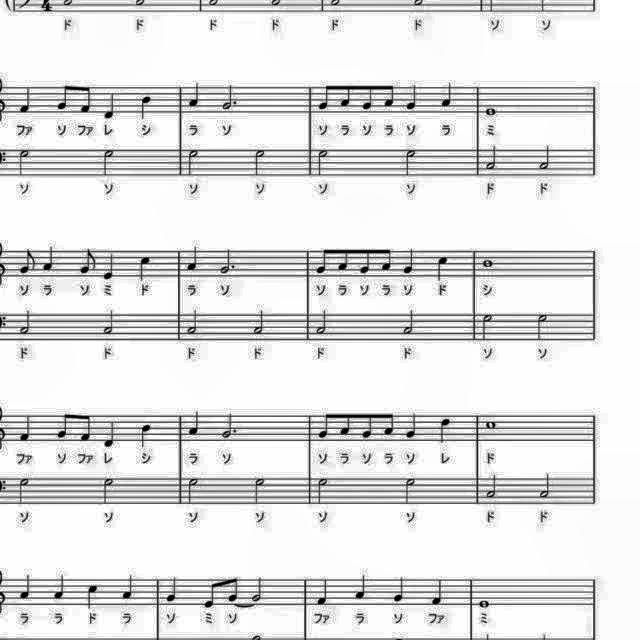 4
ド ド ド ド ド ド ソ ソ
ファ ソ ファ レ シ ラ ソ ソ ラ ソ ラ ソ ラ ミ
ソ ソ ソ ソ ソ ソ ド ド
ソ ラ ソ ミ ド ラ ソ ソ ラ ソ ラ ソ ド シ
ド ド ド ド ド ド ソ ソ
ファ ソ ファ レ シ ラ ソ ソ ラ ソ ラ ソ レ ド
ソ ソ ソ ソ ソ ソ ド ド
ラ ラ ド ラ ソ ミ ソ ファ ラ ソ ファ ミ